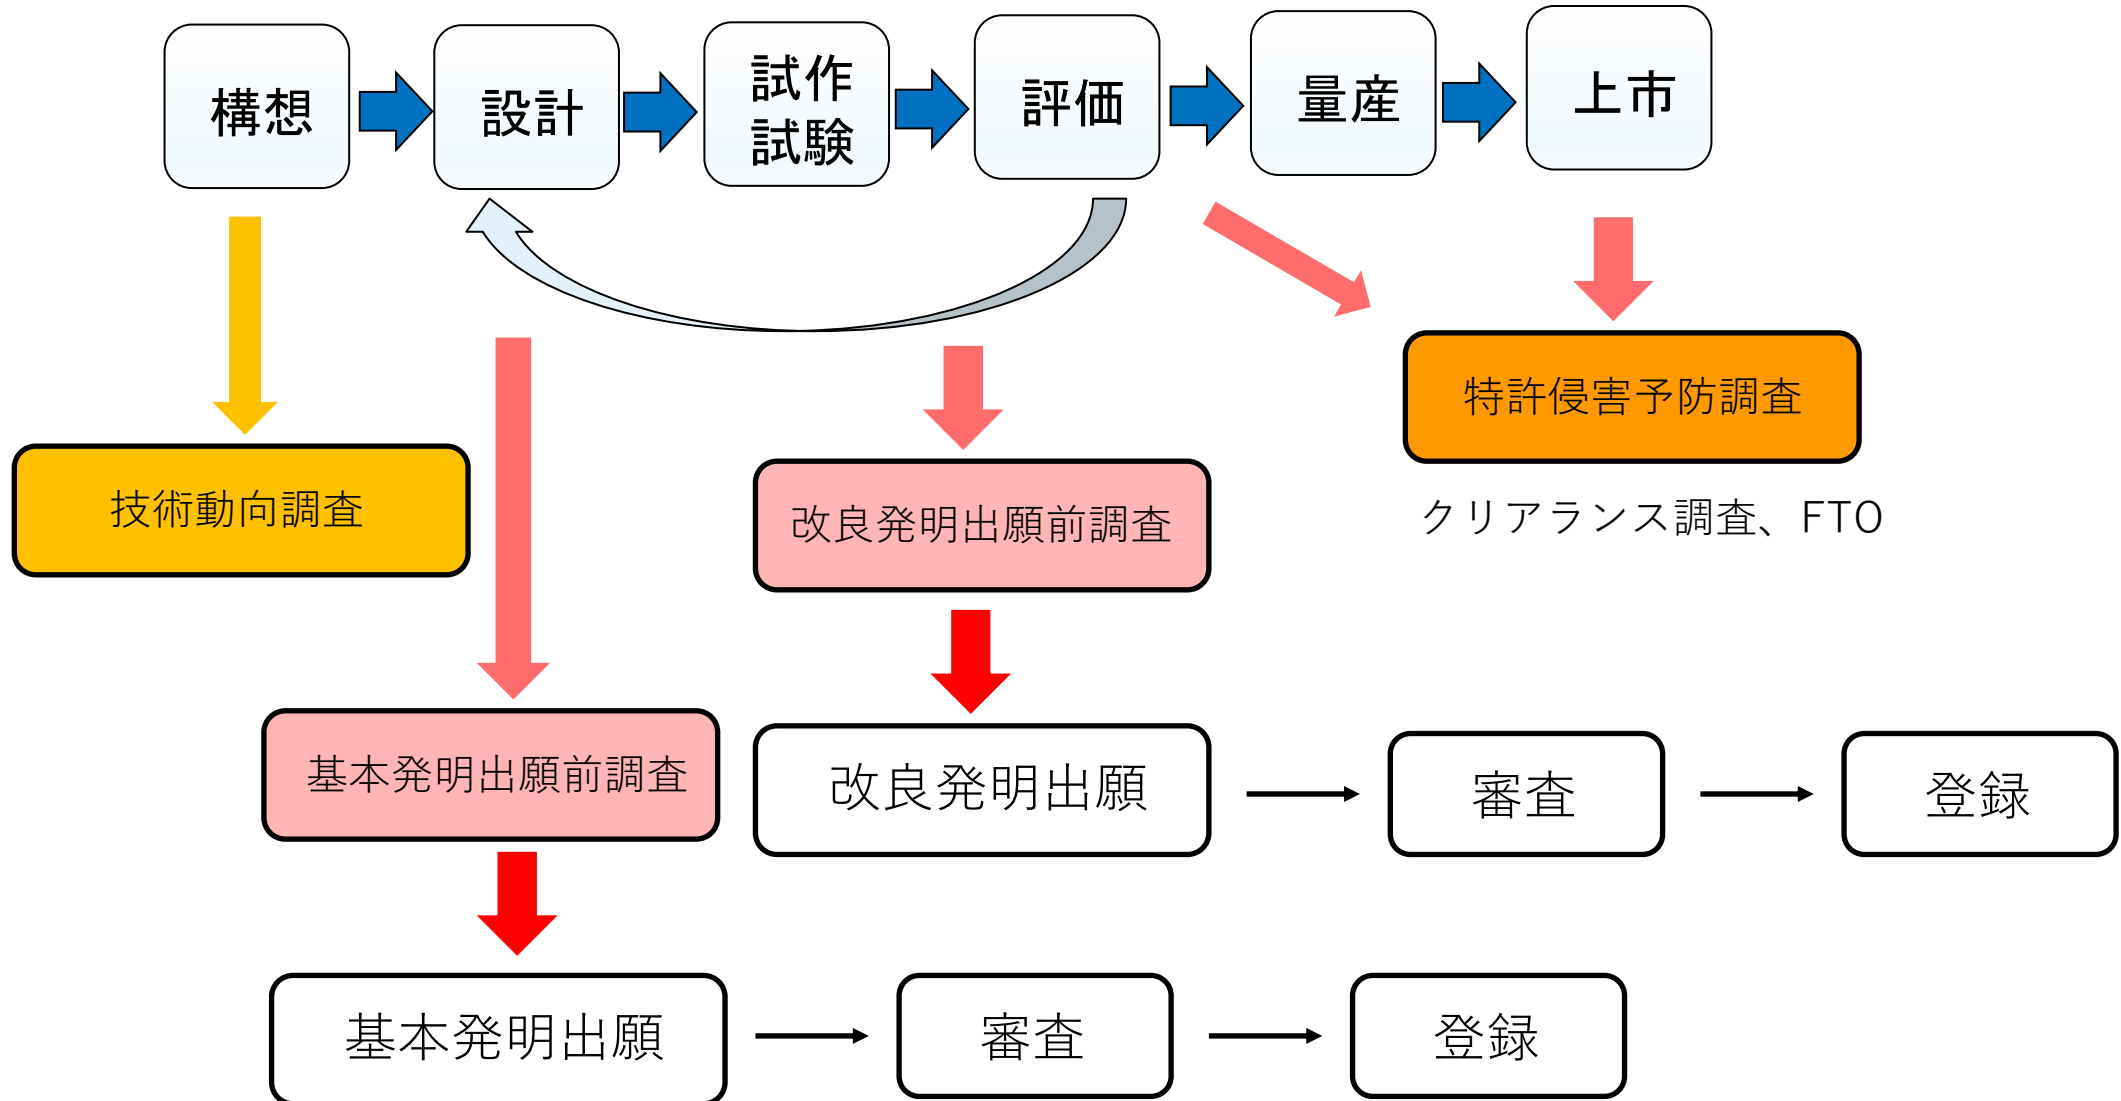 構想
設計
試作
試験
評価
量産
上市
特許侵害予防調査
技術動向調査
改良発明出願前調査
クリアランス調査、FTO
基本発明出願前調査
改良発明出願
審査
登録
基本発明出願
審査
登録